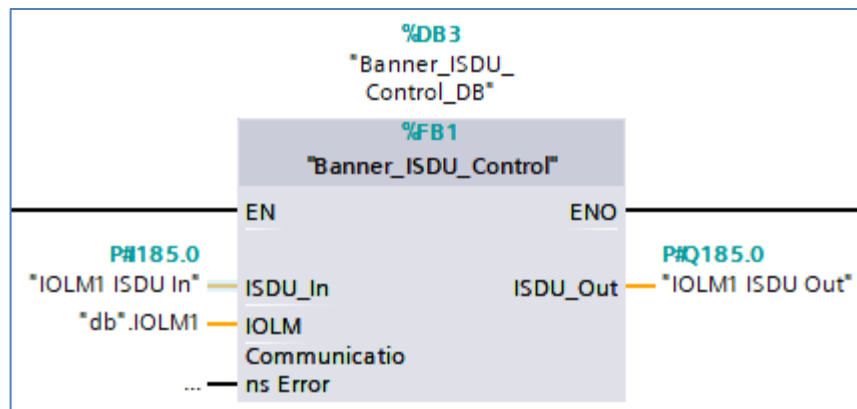 %DB3
"Banner_ISDU_
Control_DB"
%FB1
"Banner_ISDU_Control"
EN ENO
P#I185.0 P#Q185.0
"IOLM1 ISDU In" ISDU_In ISDU_Out "IOLM1 ISDU Out"
"db".IOLM1 IOLM
Communicatio
... ns Error